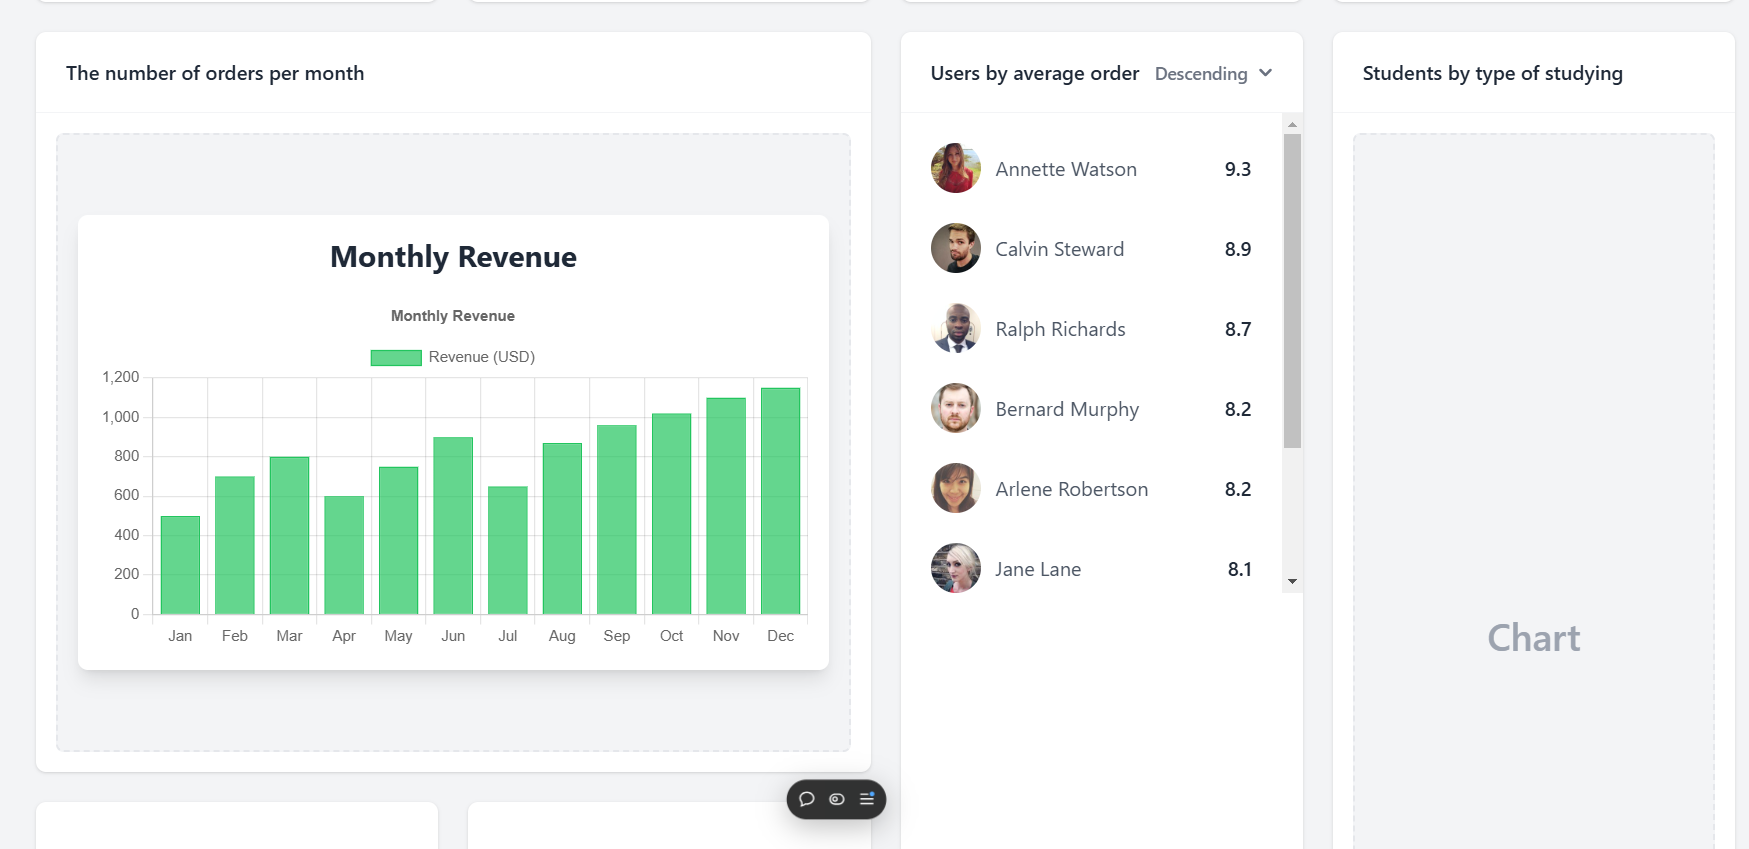 The number of orders per month
Monthly Revenue
Monthly Revenue
Revenue (USD)
1,200
1,000
800
600
400
200
0
Jan Feb Mar Apr May Jun Jul Aug Sep Oct Nov Dec
Users by average order Descending
Annette Watson 9.3
Calvin Steward 8.9
Ralph Richards 8.7
Bernard Murphy 8.2
Arlene Robertson 8.2
Jane Lane 8.1
Students by type of studying
Chart